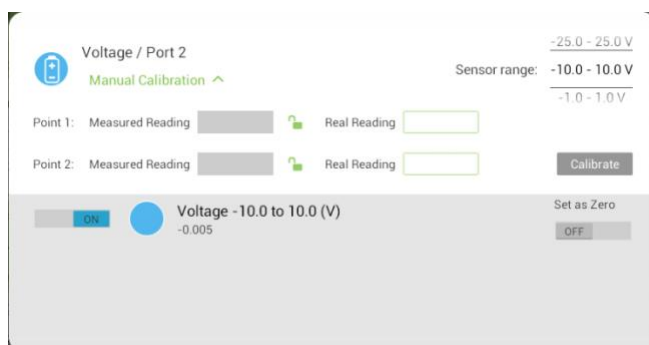 Voltage / Port 2
Manual Calibration
Sensor range:
-25.0 - 25.0 V
-10.0 - 10.0 V
-1.0 - 1.0 V
Point 1: Measured Reading Real Reading
Point 2: Measured Reading Real Reading Calibrate
ON Voltage -10.0 to 10.0 (V)
-0.005
Set as Zero
OFF